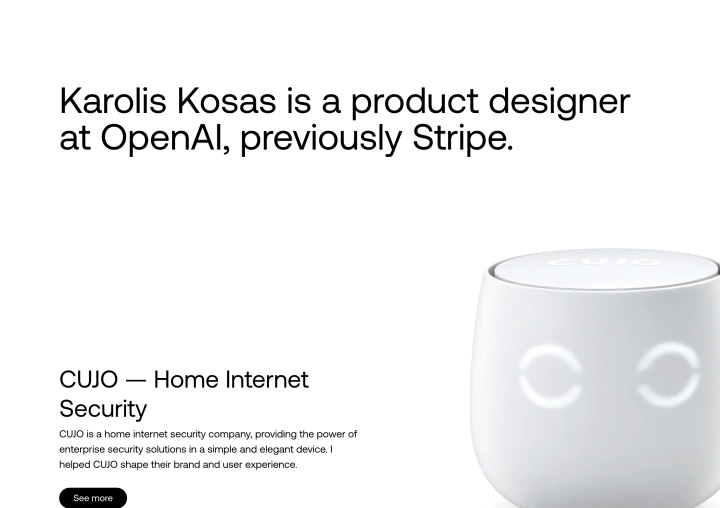 Karolis Kosas is a product designer
at OpenAI, previously Stripe.
CUJO
CUJO — Home Internet
Security
CUJO is a home internet security company, providing the power of
enterprise security solutions in a simple and elegant device. I
helped CUJO shape their brand and user experience.
See more